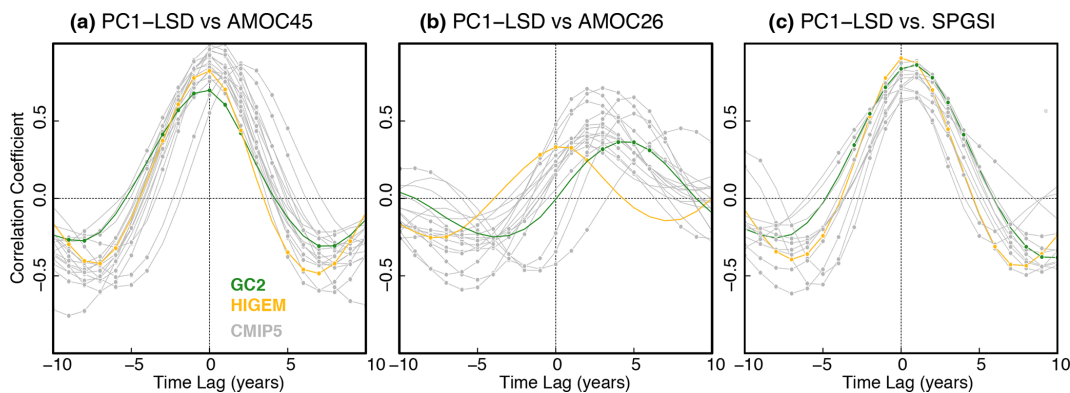 (a) PC1−LSD vs AMOC45
(b) PC1−LSD vs AMOC26
(c) PC1−LSD vs. SPGSI
Correlation Coefficient
0.5
0.0
−0.5
GC2
HIGEM
CMIP5
−10 −5 0 5 10
Time Lag (years)
0.5
0.0
−0.5
−10 −5 0 5 10
Time Lag (years)
0.5
0.0
−0.5
−10 −5 0 5 10
Time Lag (years)